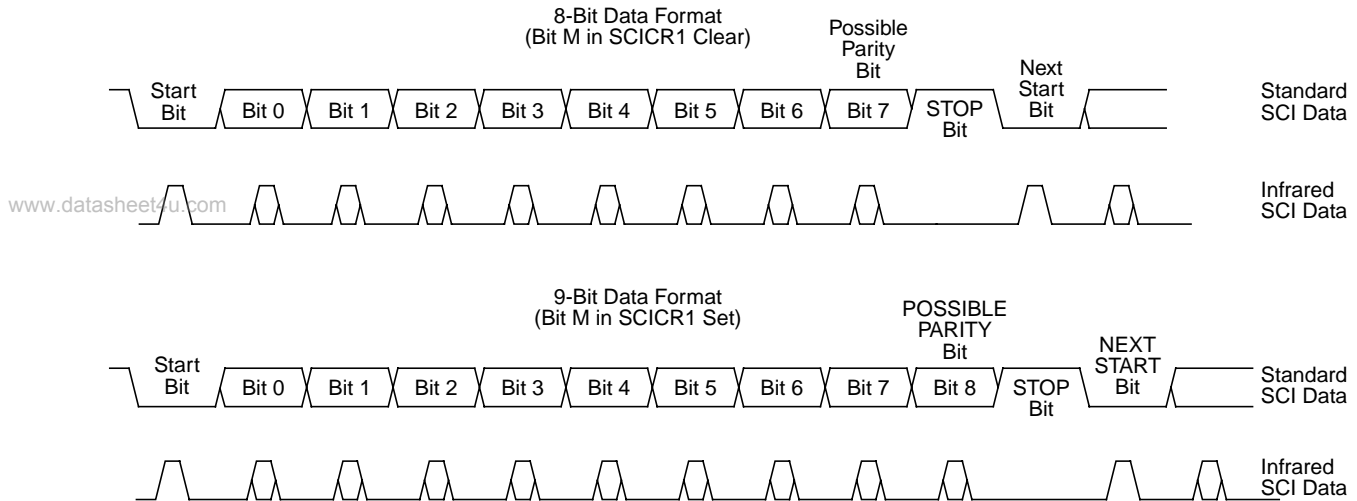 8-Bit Data Format
(Bit M in SCICR1 Clear)
Possible
Parity
Bit
Next
Start
Bit
Start
Bit
Bit 0
Bit 1
Bit 2
Bit 3
Bit 4
Bit 5
Bit 6
Bit 7
STOP
Bit
Standard
SCI Data
www.datasheet4u.com
Infrared
SCI Data
9-Bit Data Format
(Bit M in SCICR1 Set)
POSSIBLE
PARITY
Bit
NEXT
START
Bit
Start
Bit
Bit 0
Bit 1
Bit 2
Bit 3
Bit 4
Bit 5
Bit 6
Bit 7
Bit 8
STOP
Bit
Standard
SCI Data
Infrared
SCI Data